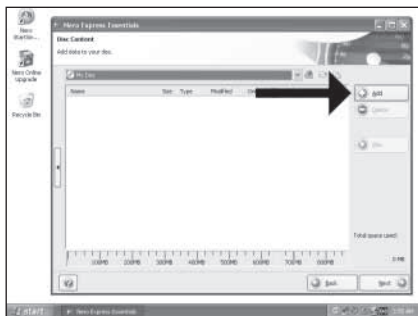 Nero
StartSm...
Nero Online
Upgrade
Recycle Bin
Nero Express Essentials
Disc Content
Add data to your disc.
My Disc
Name Size Type Modified
Add
Delete
Total space used:
0 MB
100MB 200MB 300MB 400MB 500MB 600MB 700MB 800MB
Back
Next
start
Nero Express Essentials